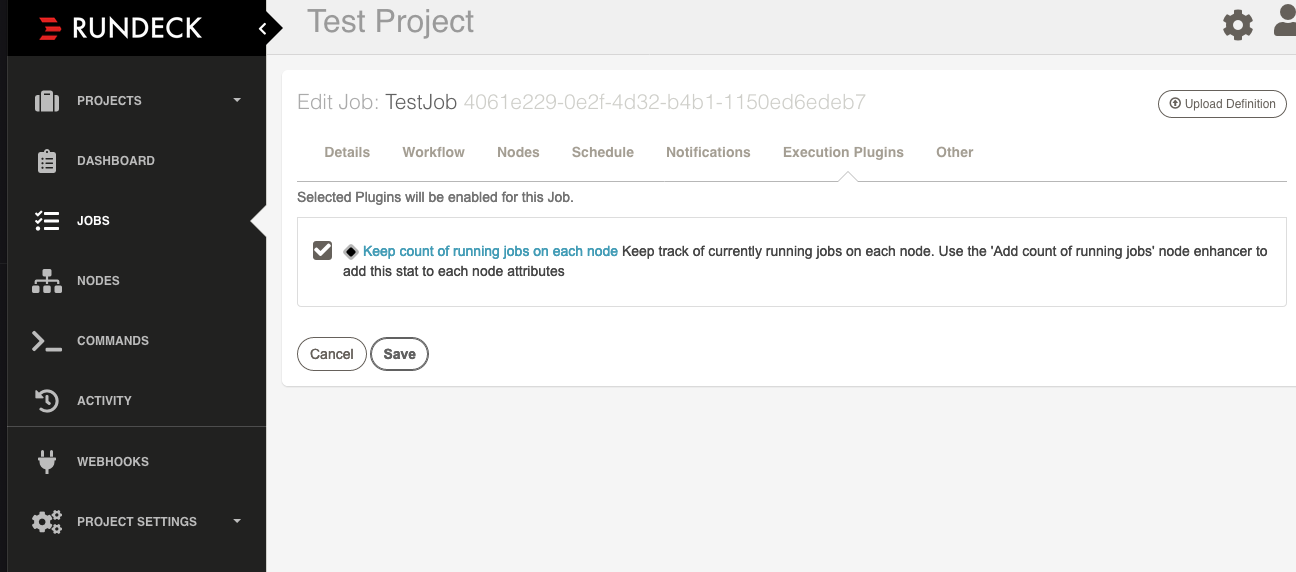 RUNDECK
Test Project
PROJECTS
DASHBOARD
JOBS
NODES
COMMANDS
ACTIVITY
WEBHOOKS
PROJECT SETTINGS
Edit Job: TestJob 4061e229-0e2f-4d32-b4b1-1150ed6edeb7
Upload Definition
Details Workflow Nodes Schedule Notifications Execution Plugins Other
Selected Plugins will be enabled for this Job.
Keep count of running jobs on each node Keep track of currently running jobs on each node. Use the 'Add count of running jobs' node enhancer to
add this stat to each node attributes
Cancel Save